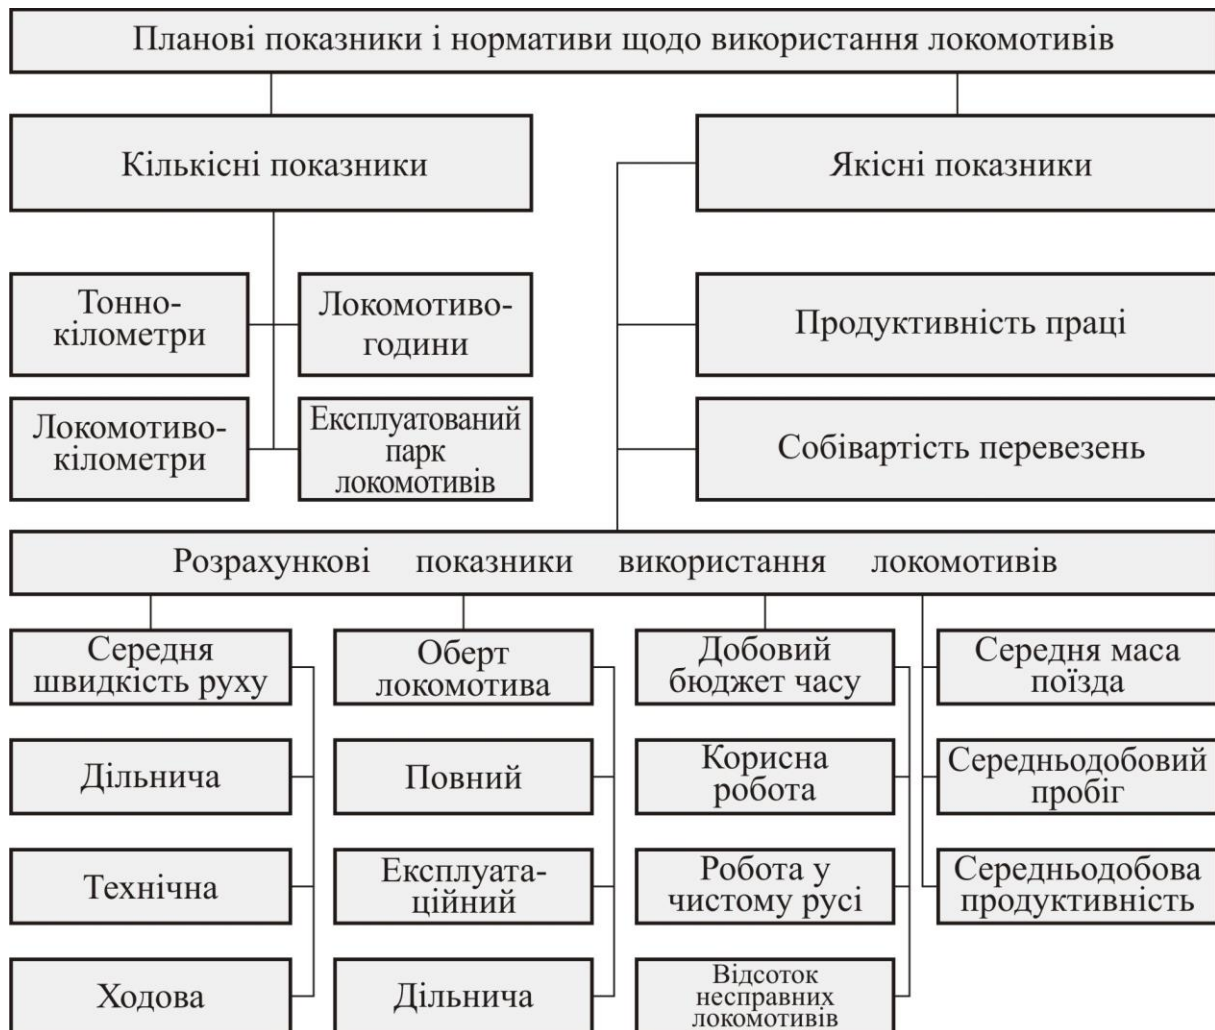 Планові показники і нормативи щодо використання локомотивів
Кількісні показники
Якісні показники
Тонно-
кілометри
Локомотиво-
години
Продуктивність праці
Локомотиво-
кілометри
Експлуатований
парк
локомотивів
Собівартість перевезень
Розрахункові показники використання локомотивів
Середня
швидкість руху
Оберт
локомотива
Добовий
бюджет часу
Середня маса
поїзда
Дільнича
Повний
Корисна
робота
Середньодобовий
пробіг
Технічна
Експлуата-
ційний
Робота у
чистому русі
Середньодобова
продуктивність
Ходова
Дільнича
Відсоток
несправних
локомотивів